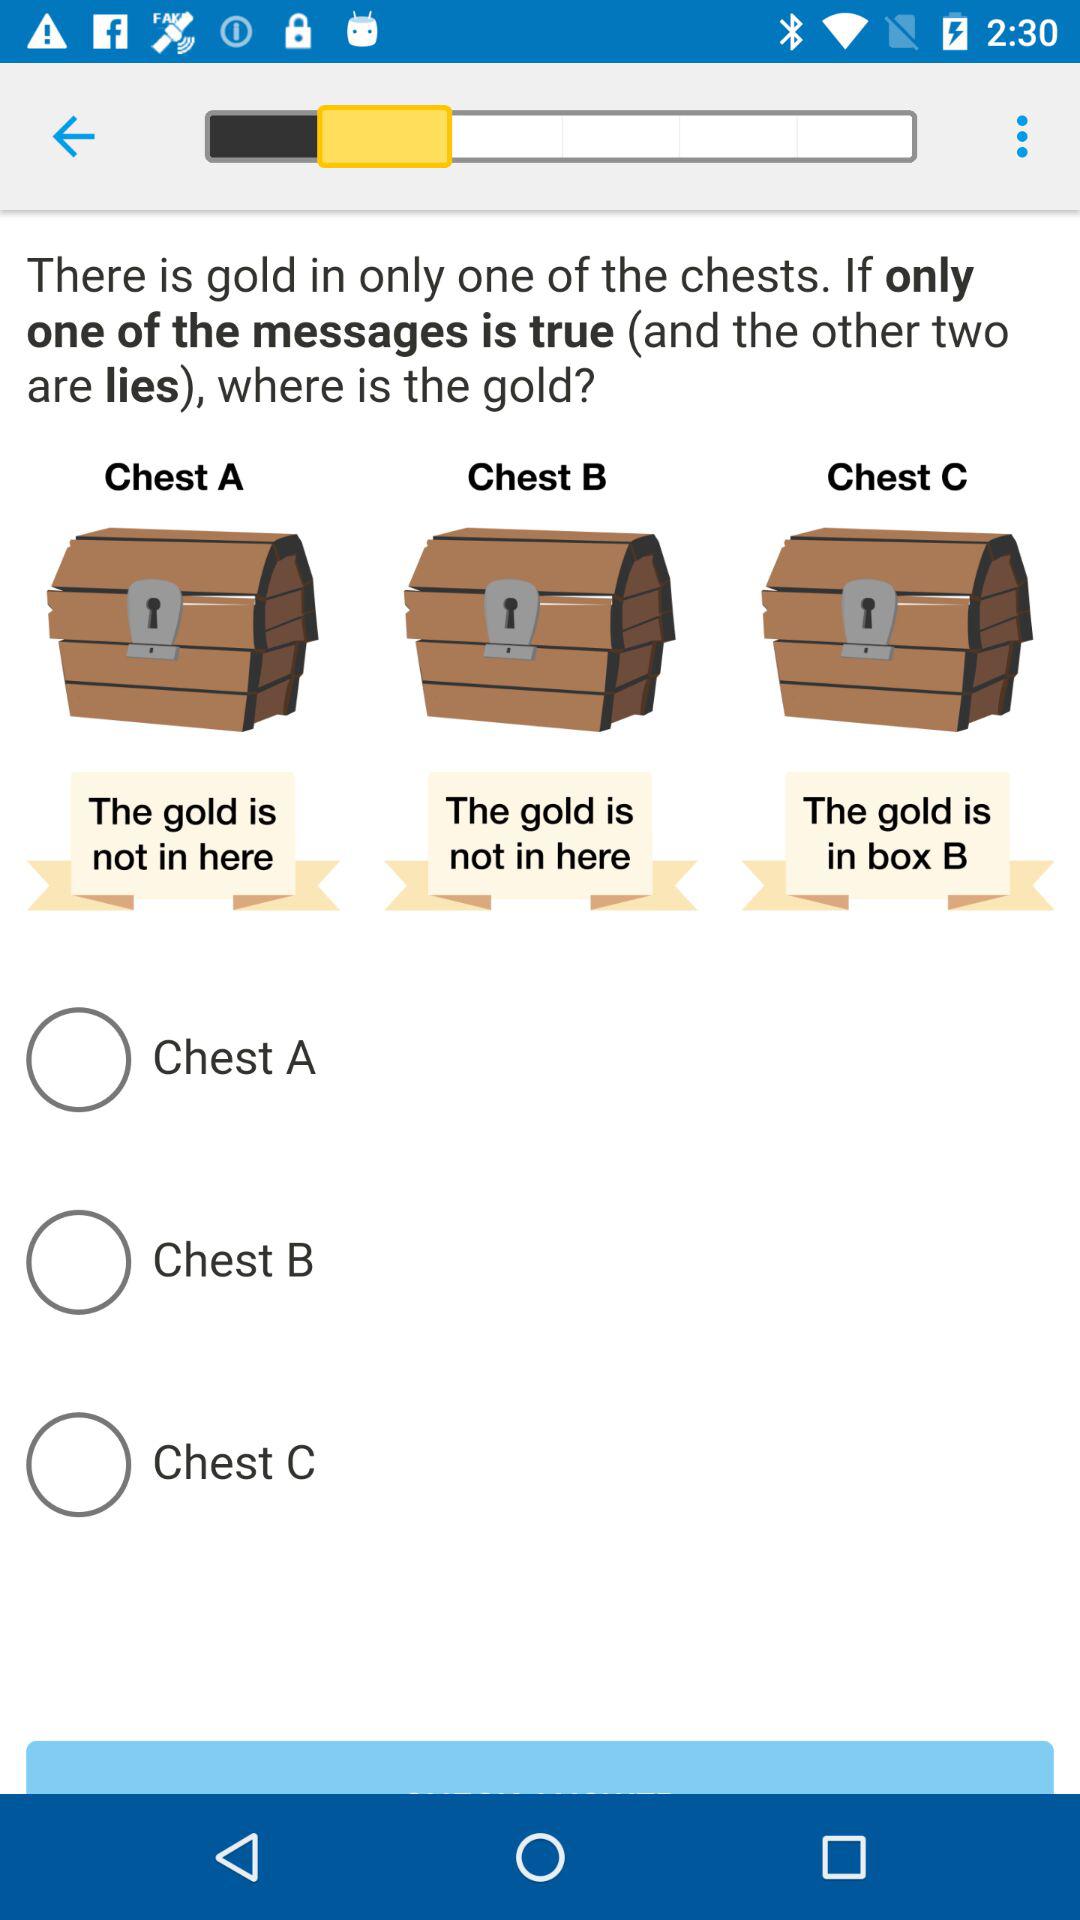 FAKE
2:30
There is gold in only one of the chests. If only
one of the messages is true (and the other two
are lies), where is the gold?
Chest A
Chest B
Chest C
The gold is
not in here
The gold is
not in here
The gold is
in box B
Chest A
Chest B
Chest C